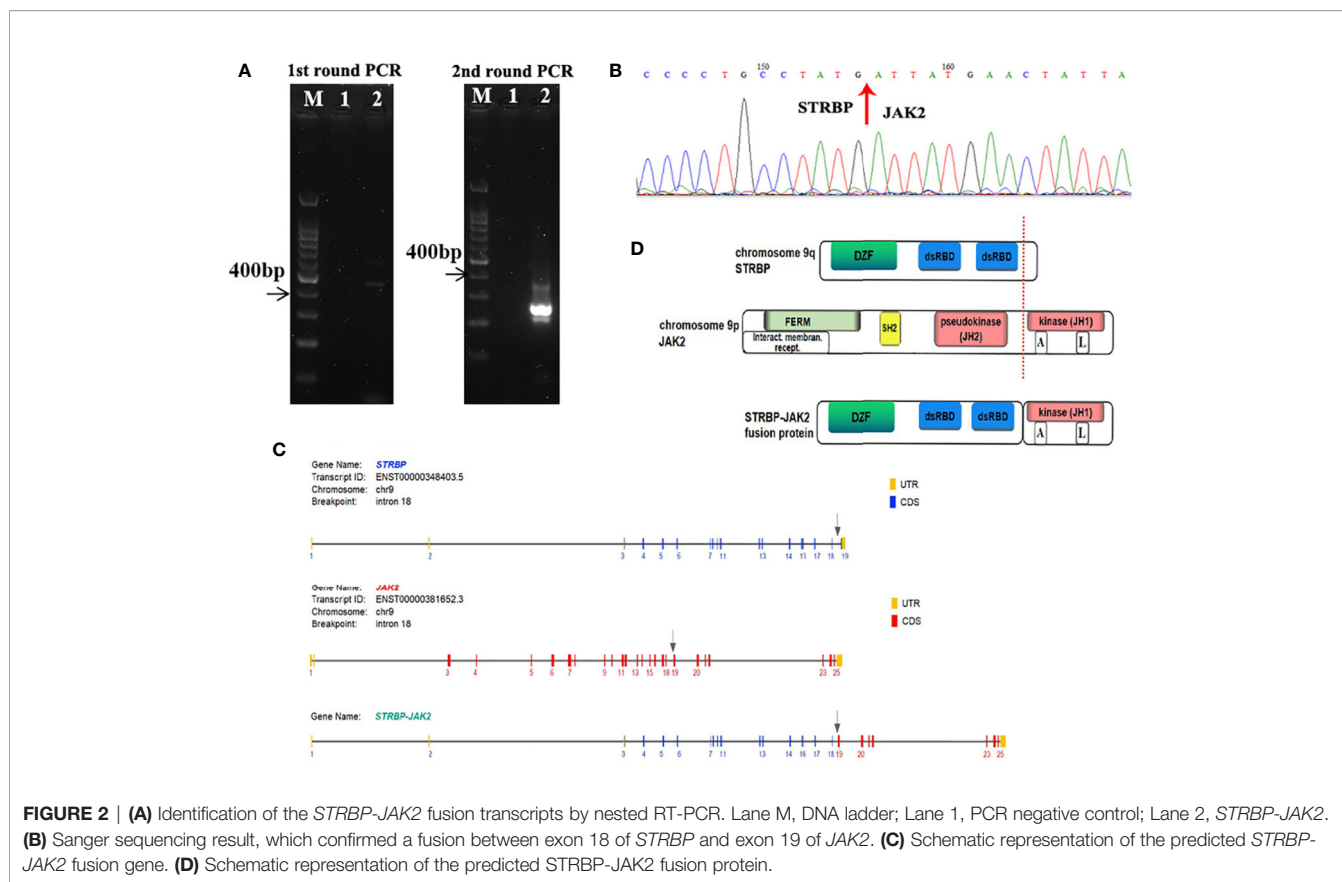 A
1st round PCR
M 1 2
400bp
2nd round PCR
M 1 2
400bp
B
150 160
C C C C T G C C T A T G A T T A T G A A C T A T T A
STRBP JAK2
D
chromosome 9q
STRBP
DZF dsRBD dsRBD
chromosome 9p
JAK2
FERM
Interact. membran.
recept.
SH2
pseudokinase
(JH2)
kinase (JH1)
A L
STRBP-JAK2
fusion protein
DZF dsRBD dsRBD kinase (JH1)
A L
C
Gene Name: STRBP
Transcript ID: ENST00000348403.5
Chromosome: chr9
Breakpoint: intron 18
UTR
CDS
1 2 3 4 5 6 7 11 13 14 15 17 18 19
Gene Name: JAK2
Transcript ID: ENST00000381652.3
Chromosome: chr9
Breakpoint: intron 18
UTR
CDS
1 3 4 5 6 7 9 11 13 15 18 19 20 23 25
Gene Name: STRBP-JAK2
1 2 3 4 5 6 7 11 13 14 16 17 18 19 20 23 25
FIGURE 2 | (A) Identification of the STRBP-JAK2 fusion transcripts by nested RT-PCR. Lane M, DNA ladder; Lane 1, PCR negative control; Lane 2, STRBP-JAK2.
(B) Sanger sequencing result, which confirmed a fusion between exon 18 of STRBP and exon 19 of JAK2. (C) Schematic representation of the predicted STRBP-
JAK2 fusion gene. (D) Schematic representation of the predicted STRBP-JAK2 fusion protein.